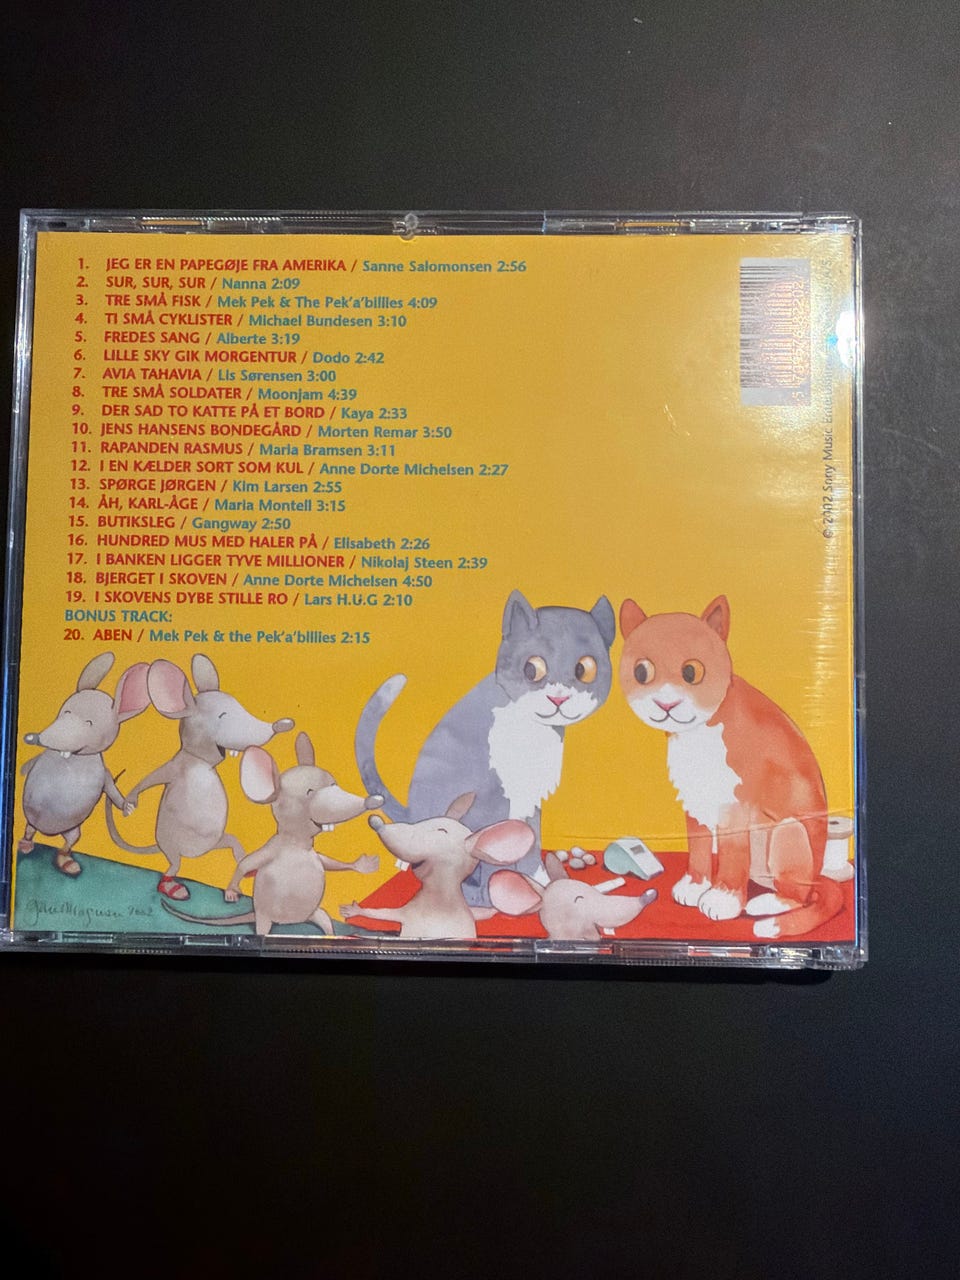 1. JEG ER EN PAPEGØJE FRA AMERIKA / Sanne Salomonsen 2:56
2. SUR, SUR, SUR / Nanna 2:09
3. TRE SMÅ FISK / Mek Pek & The Pek'a'billies 4:09
4. TI SMÅ CYKLISTER / Michael Bundesen 3:10
5. FREDES SANG / Alberte 3:19
6. LILLE SKY GIK MORGENTUR / Dodo 2:42
7. AVIA TAHAVIA / Lis Sørensen 3:00
8. TRE SMÅ SOLDATER / Moonjam 4:39
9. DER SAD TO KATTE PÅ ET BORD / Kaya 2:33
10. JENS HANSENS BONDEGÅRD / Morten Remar 3:50
11. RAPANDEN RASMUS / Maria Bramsen 3:11
12. I EN KÆLDER SORT SOM KUL / Anne Dorte Michelsen 2:27
13. SPØRGE JØRGEN / Kim Larsen 2:55
14. ÅH, KARL-ÅGE / Maria Montell 3:15
15. BUTIKSLEG / Gangway 2:50
16. HUNDRED MUS MED HALER PÅ / Elisabeth 2:26
17. I BANKEN LIGGER TYVE MILLIONER / Nikolaj Steen 2:39
18. BJERGET I SKOVEN / Anne Dorte Michelsen 4:50
19. I SKOVENS DYBE STILLE RO / Lars H.U.G 2:10
BONUS TRACK:
20. ABEN / Mek Pek & the Pek'a'billies 2:15
© 2002 Sony Music
2002